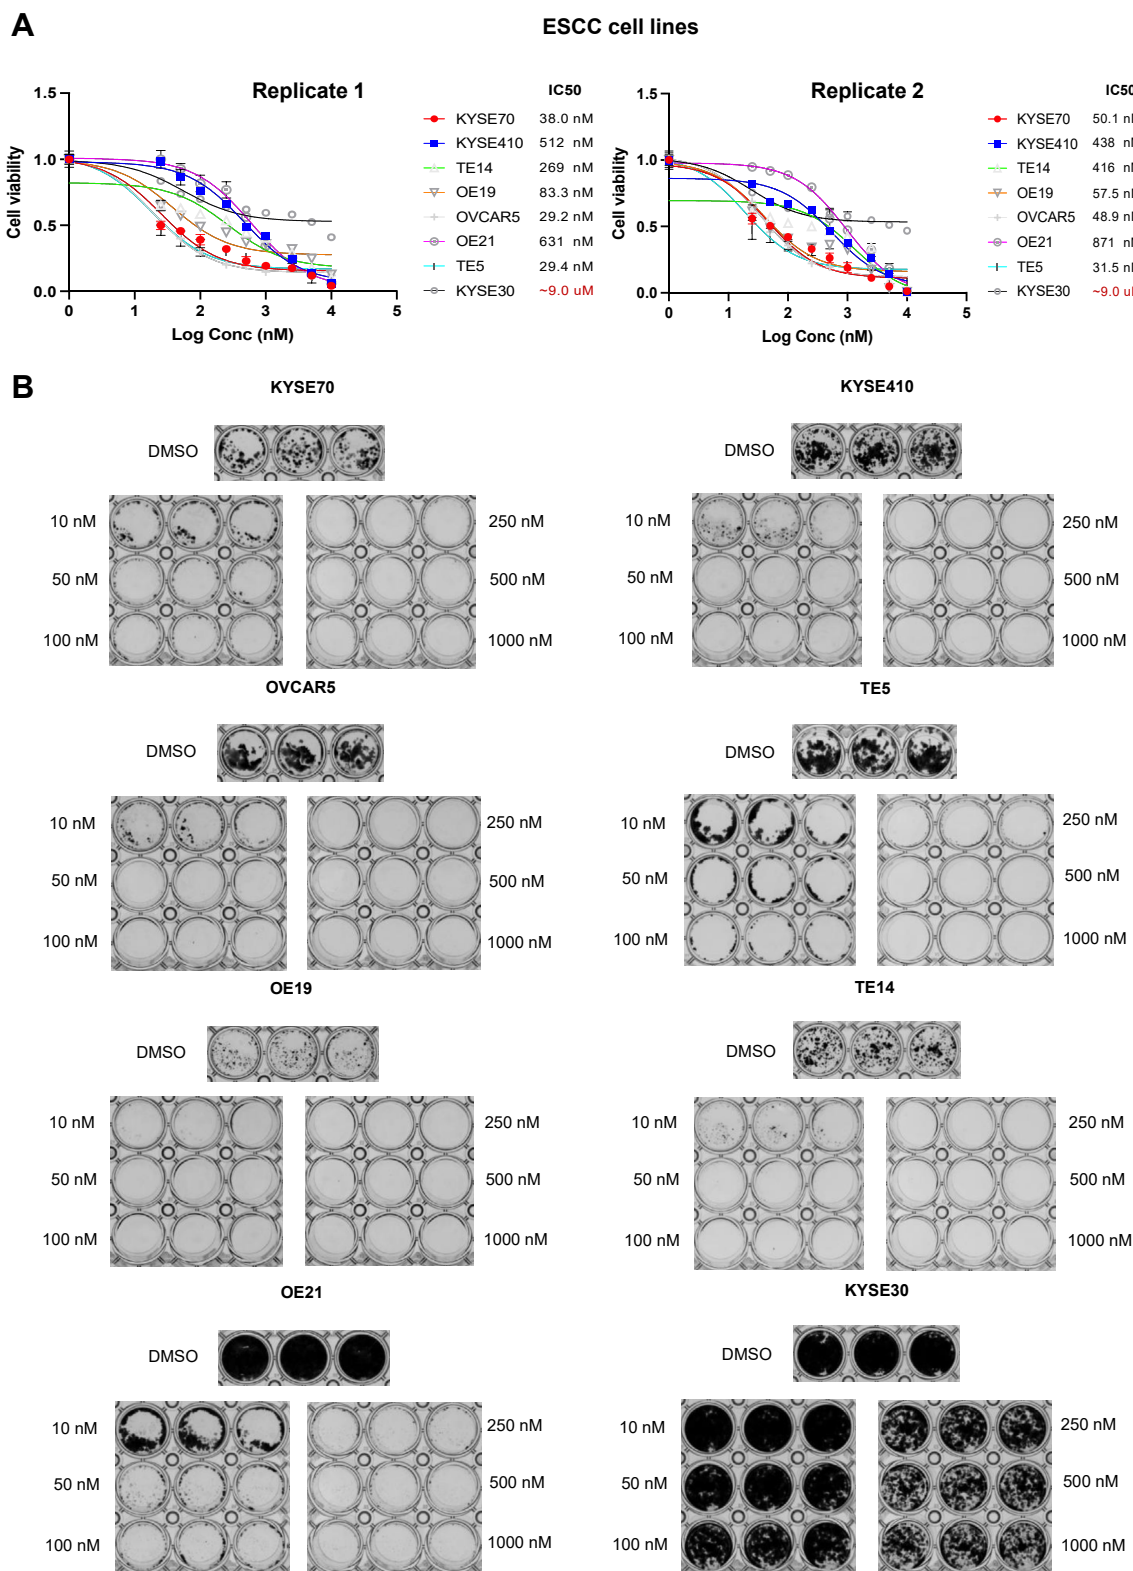 A
ESCC cell lines
Replicate 1
IC50
Cell viability
1.5
1.0
0.5
0.0
0 1 2 3 4 5
Log Conc (nM)
KYSE70 38.0 nM
KYSE410 512 nM
TE14 269 nM
OE19 83.3 nM
OVCAR5 29.2 nM
OE21 631 nM
TE5 29.4 nM
KYSE30 ~9.0 uM
Replicate 2
IC50
Cell viability
1.5
1.0
0.5
0.0
0 1 2 3 4 5
Log Conc (nM)
KYSE70 50.1 n
KYSE410 438 n
TE14 416 n
OE19 57.5 n
OVCAR5 48.9 n
OE21 871 n
TE5 31.5 n
KYSE30 ~9.0 u
B
KYSE70
DMSO
10 nM
50 nM
100 nM
250 nM
500 nM
1000 nM
KYSE410
DMSO
10 nM
50 nM
100 nM
250 nM
500 nM
1000 nM
OVCAR5
DMSO
10 nM
50 nM
100 nM
250 nM
500 nM
1000 nM
TE5
DMSO
10 nM
50 nM
100 nM
250 nM
500 nM
1000 nM
OE19
DMSO
10 nM
50 nM
100 nM
250 nM
500 nM
1000 nM
TE14
DMSO
10 nM
50 nM
100 nM
250 nM
500 nM
1000 nM
OE21
DMSO
10 nM
50 nM
100 nM
250 nM
500 nM
1000 nM
KYSE30
DMSO
10 nM
50 nM
100 nM
250 nM
500 nM
1000 nM